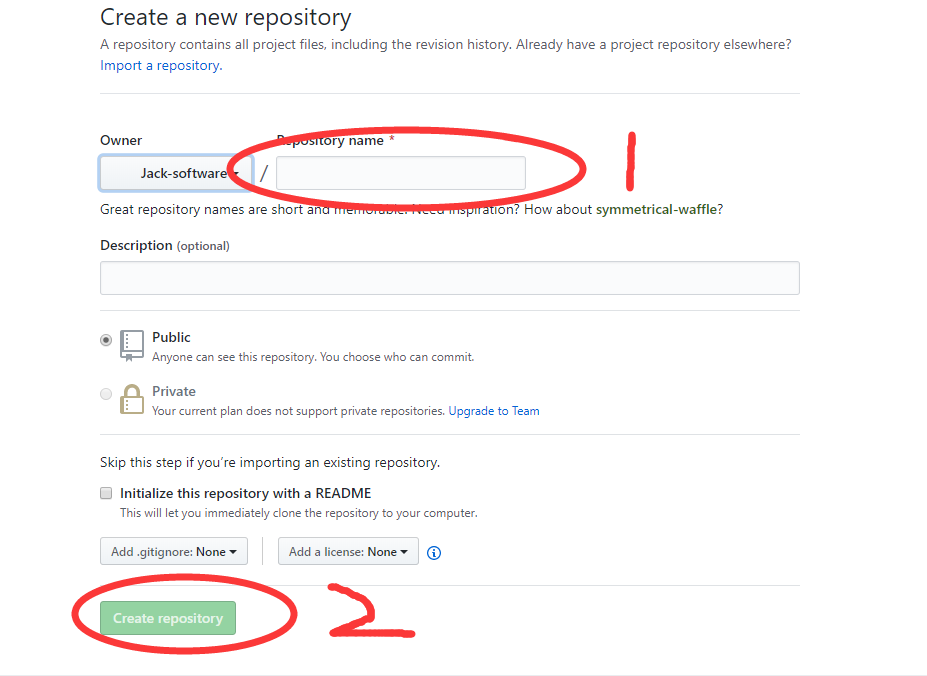 Create a new repository
A repository contains all project files, including the revision history. Already have a project repository elsewhere?
Import a repository.
Owner
Repository name *
Jack-software
/
1
Great repository names are short and memorable. Need inspiration? How about symmetrical-waffle?
Description (optional)
Public
Anyone can see this repository. You choose who can commit.
Private
Your current plan does not support private repositories. Upgrade to Team
Skip this step if you’re importing an existing repository.
Initialize this repository with a README
This will let you immediately clone the repository to your computer.
Add .gitignore: None
Add a license: None
Create repository
2